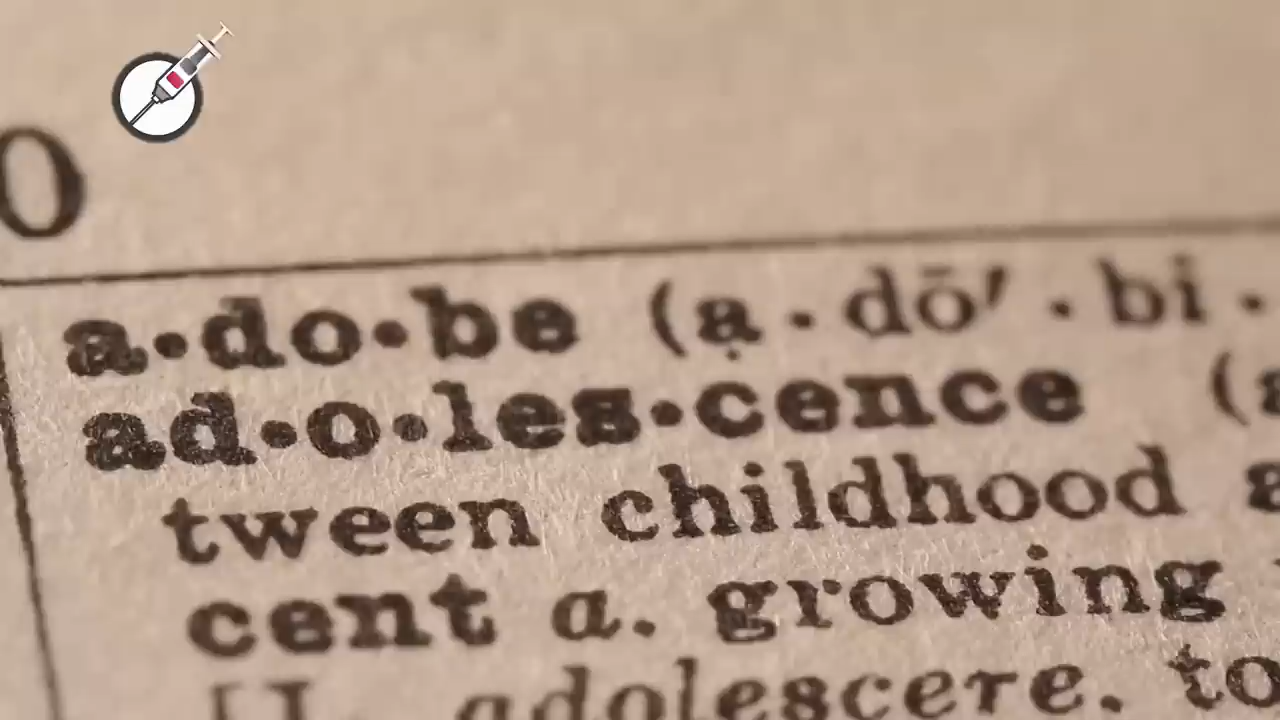 O
a·do·be (ạ·dō′·bi·
ad·o·les·cence (a
tween childhood a
cent a. growing
[L. adolescere. to